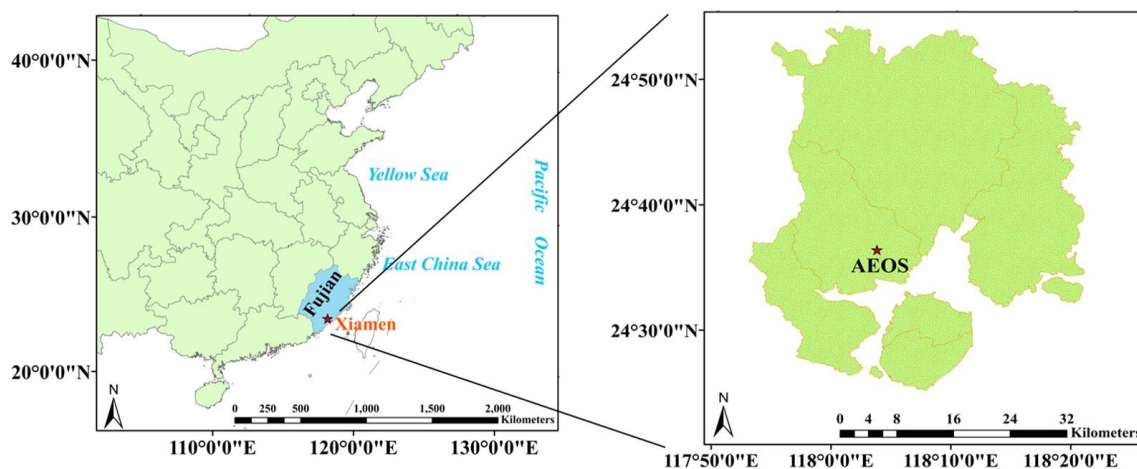 40°0'0"N
30°0'0"N
20°0'0"N
Yellow Sea
Pacific Ocean
East China Sea
Fujian
Xiamen
N
0 250 500 1,000 1,500 2,000
Kilometers
110°0'0"E 120°0'0"E 130°0'0"E
24°50'0"N
24°40'0"N
24°30'0"N
AEOS
N
0 4 8 16 24 32
Kilometers
117°50'0"E 118°0'0"E 118°10'0"E 118°20'0"E